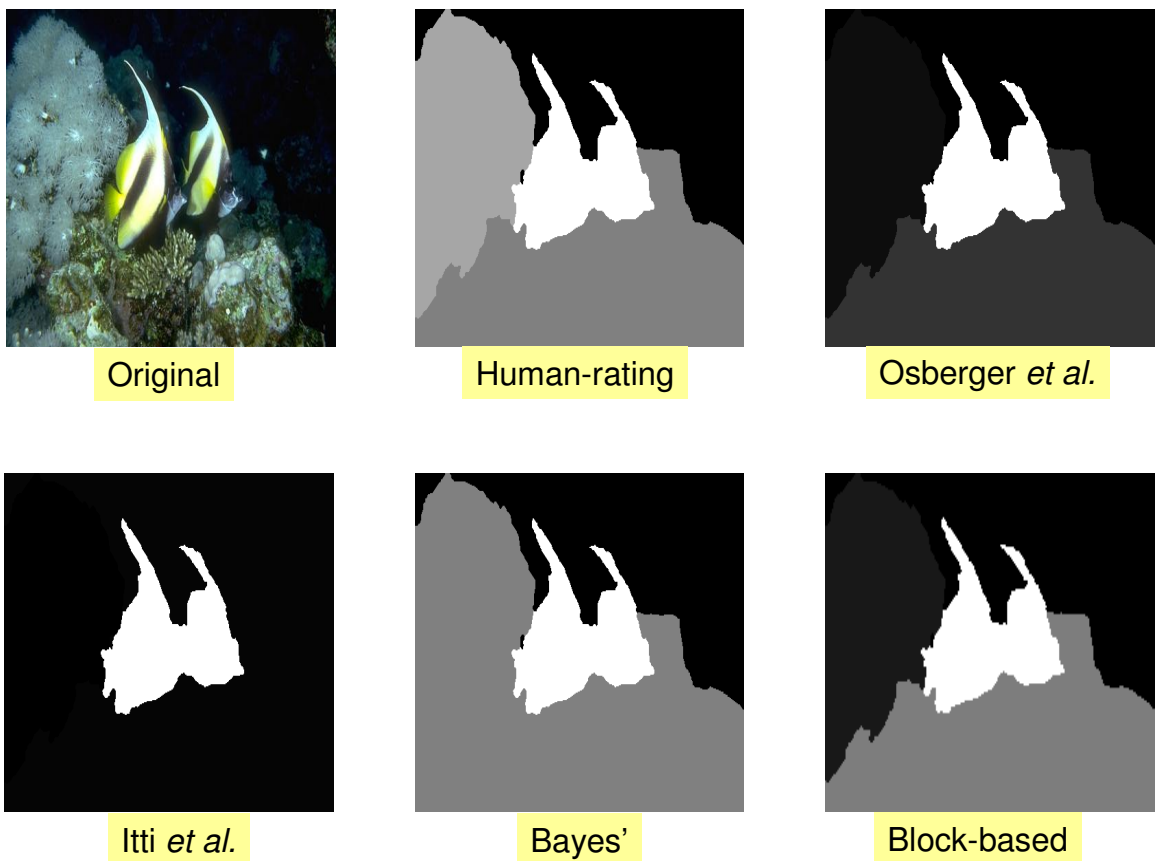 Original
Human-rating
Osberger et al.
Itti et al.
Bayes’
Block-based